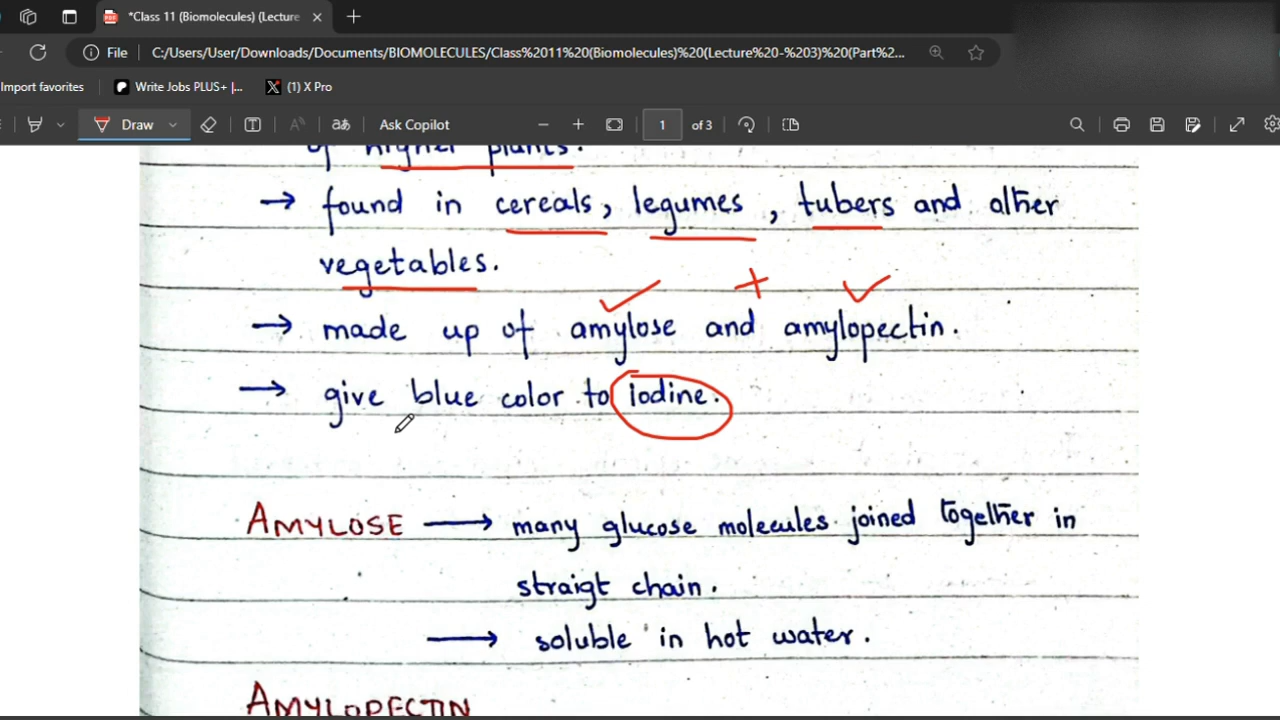 *Class 11 (Biomolecules) (Lecture
File C:/Users/User/Downloads/Documents/BIOMOLECULES/Class%2011%20(Biomolecules)%20(Lecture%20-%203)%20(Part%2...
Import favorites Write Jobs PLUS+ |... (1) X Pro
Draw Ask Copilot 1 of 3
of higher plants.
→ found in cereals, legumes, tubers and other
vegetables.
+
→ made up of amylose and amylopectin.
→ give blue color to iodine.
AMYLOSE → many glucose molecules joined together in
straigt chain.
→ soluble in hot water.
AMYLOPECTIN